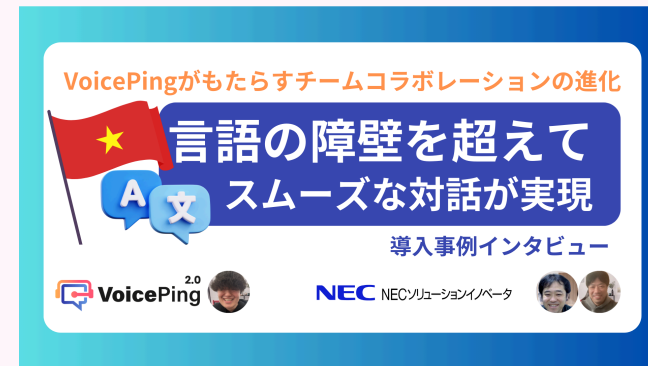 VoicePingがもたらすチームコラボレーションの進化
言語の障壁を超えて
スムーズな対話が実現
A 文
導入事例インタビュー
VoicePing 2.0
NEC NECソリューションイノベータ